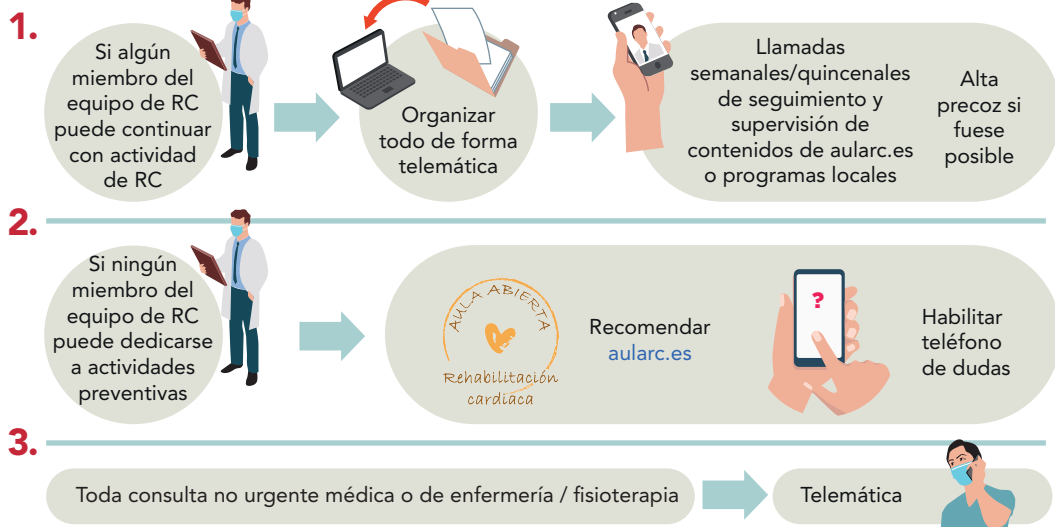 1.
Si algún
miembro del
equipo de RC
puede continuar
con actividad
de RC
Organizar
todo de forma
telemática
Llamadas
semanales/quincenales
de seguimiento y
supervisión de
contenidos de aularc.es
o programas locales
Alta
precoz si
fuese
posible
2.
Si ningún
miembro del
equipo de RC
puede dedicarse
a actividades
preventivas
AULA ABIERTA
Rehabilitación
cardiaca
Recomendar
aularc.es
?
Habilitar
teléfono
de dudas
3.
Toda consulta no urgente médica o de enfermería / fisioterapia
Telemática